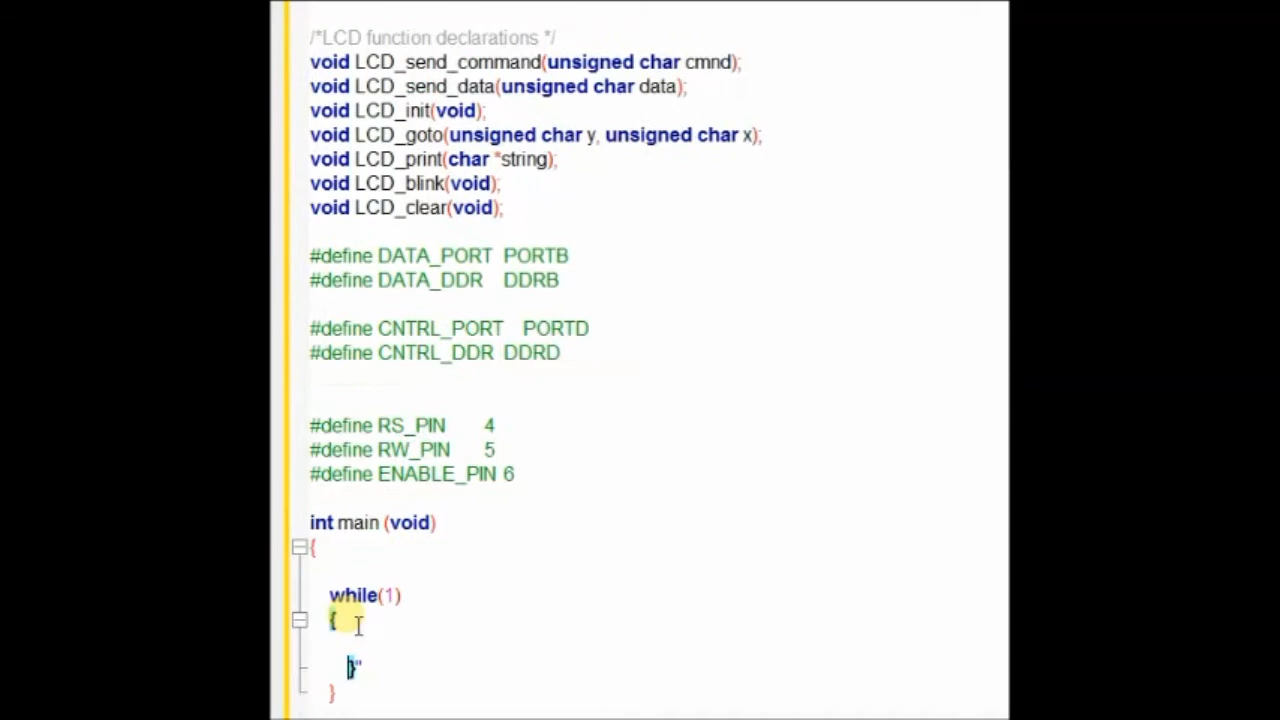 /*LCD function declarations */
void LCD_send_command(unsigned char cmnd);
void LCD_send_data(unsigned char data);
void LCD_init(void);
void LCD_goto(unsigned char y, unsigned char x);
void LCD_print(char *string);
void LCD_blink(void);
void LCD_clear(void);
#define DATA_PORT PORTB
#define DATA_DDR DDRB
#define CNTRL_PORT PORTD
#define CNTRL_DDR DDRD
#define RS_PIN 4
#define RW_PIN 5
#define ENABLE_PIN 6
int main (void)
{
while(1)
{
}"
}